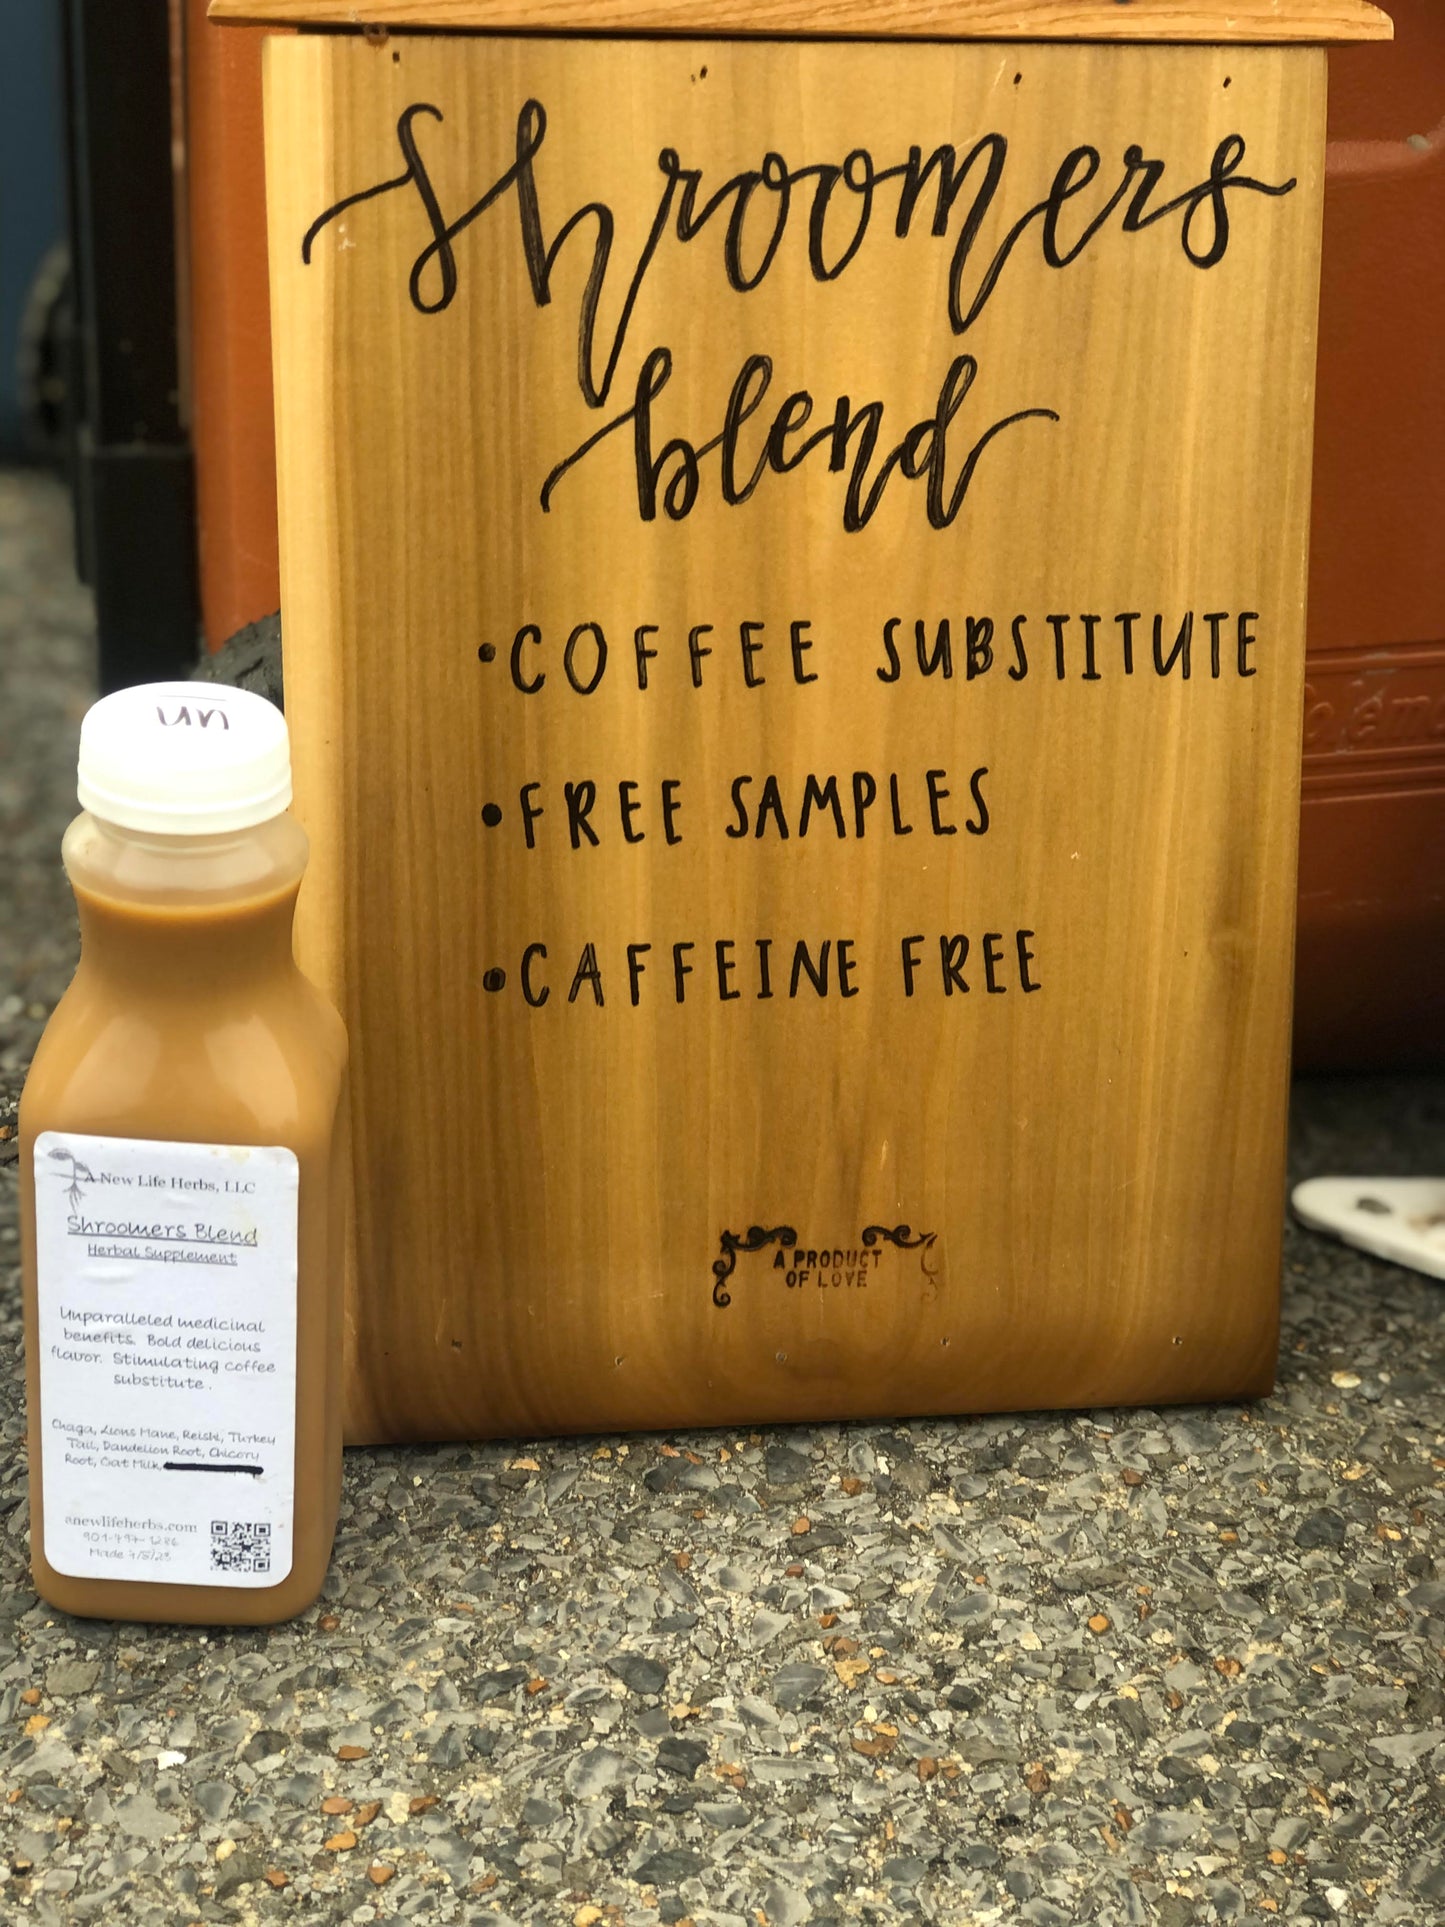 Shroomers
blend
•COFFEE SUBSTITUTE
•FREE SAMPLES
•CAFFEINE FREE
A PRODUCT
OF LOVE
un
A New Life Herbs, LLC
Shroomers Blend
Herbal Supplement
Unparalleled medicinal
benefits. Bold delicious
flavor. Stimulating coffee
substitute.
Chaga, Lions Mane, Reishi, Turkey
Tail, Dandelion Root, Chicory
Root, Oat Milk,
anewlifeherbs.com
Made